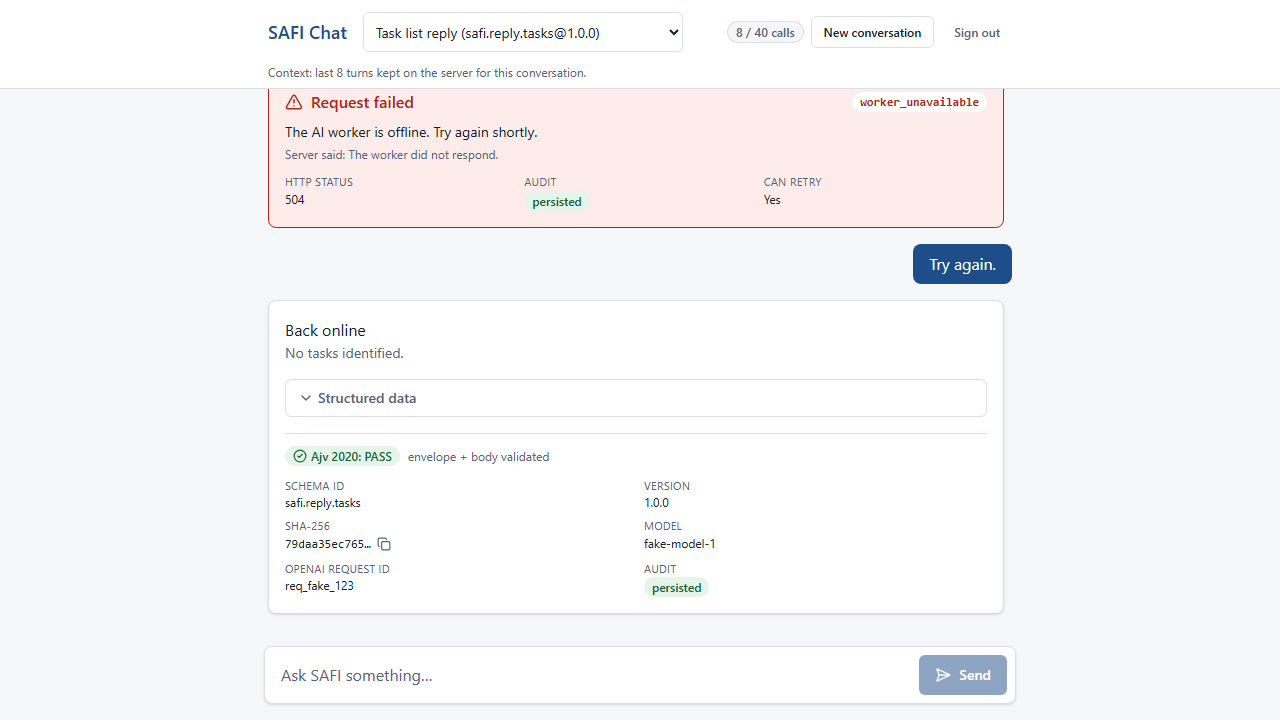 SAFI Chat
Task list reply (safi.reply.tasks@1.0.0)
8 / 40 calls
New conversation
Sign out
Context: last 8 turns kept on the server for this conversation.
Request failed
worker_unavailable
The AI worker is offline. Try again shortly.
Server said: The worker did not respond.
HTTP STATUS
504
AUDIT
persisted
CAN RETRY
Yes
Try again.
Back online
No tasks identified.
Structured data
Ajv 2020: PASS
envelope + body validated
SCHEMA ID
safi.reply.tasks
VERSION
1.0.0
SHA-256
79daa35ec765…
MODEL
fake-model-1
OPENAI REQUEST ID
req_fake_123
AUDIT
persisted
Ask SAFI something...
Send